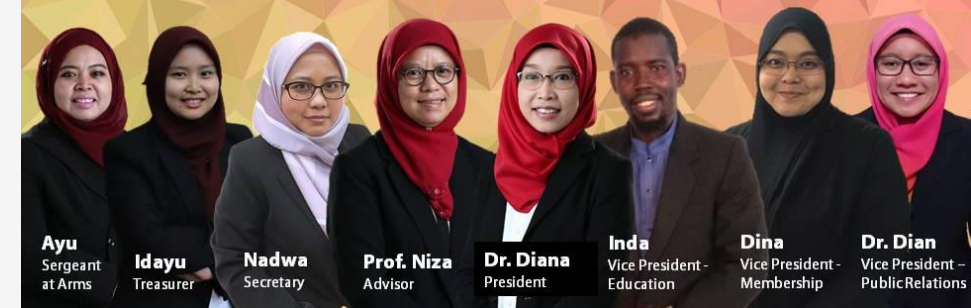 Ayu
Sergeant
at Arms
Idayu
Treasurer
Nadwa
Secretary
Prof. Niza
Advisor
Dr. Diana
President
Inda
Vice President -
Education
Dina
Vice President -
Membership
Dr. Dian
Vice President –
Public Relations